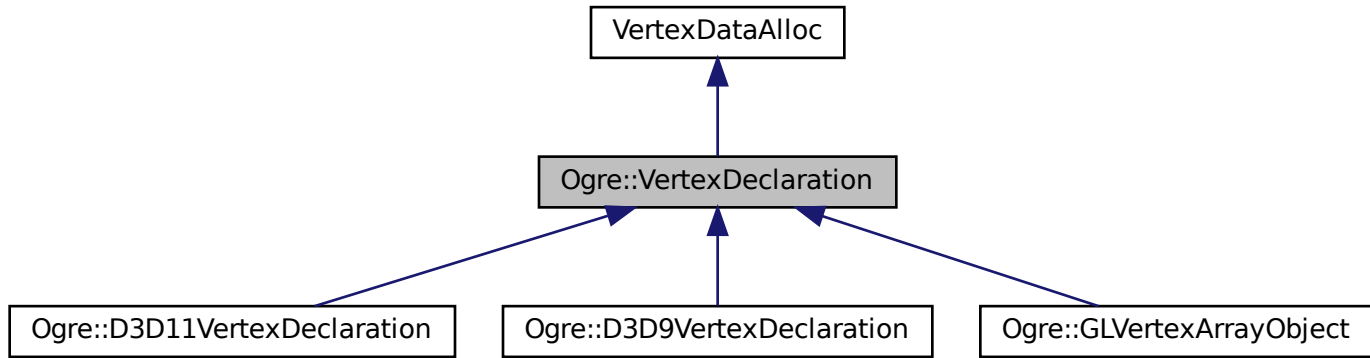 VertexDataAlloc
Ogre::VertexDeclaration
Ogre::D3D11VertexDeclaration
Ogre::D3D9VertexDeclaration
Ogre::GLVertexArrayObject